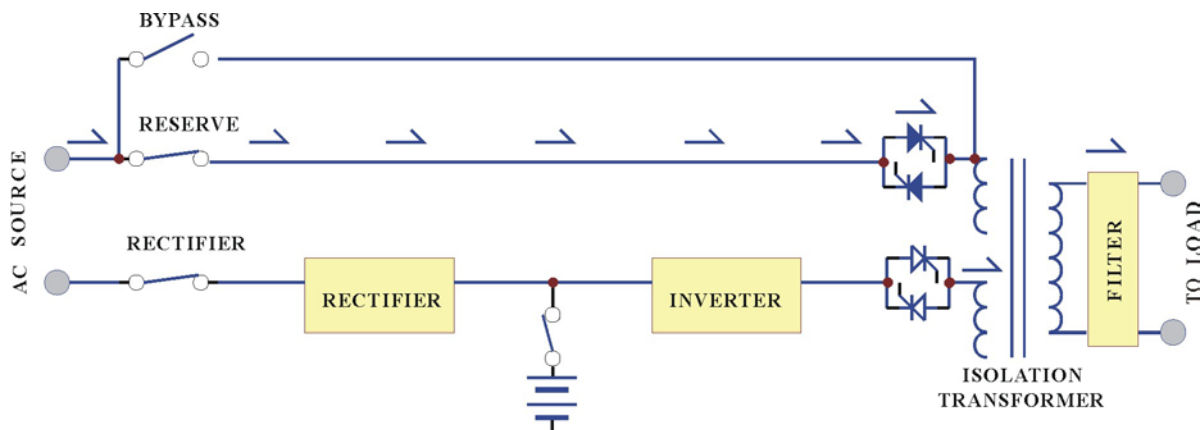 BYPASS
RESERVE
AC SOURCE
RECTIFIER
RECTIFIER
INVERTER
FILTER
TO LOAD
ISOLATION
TRANSFORMER